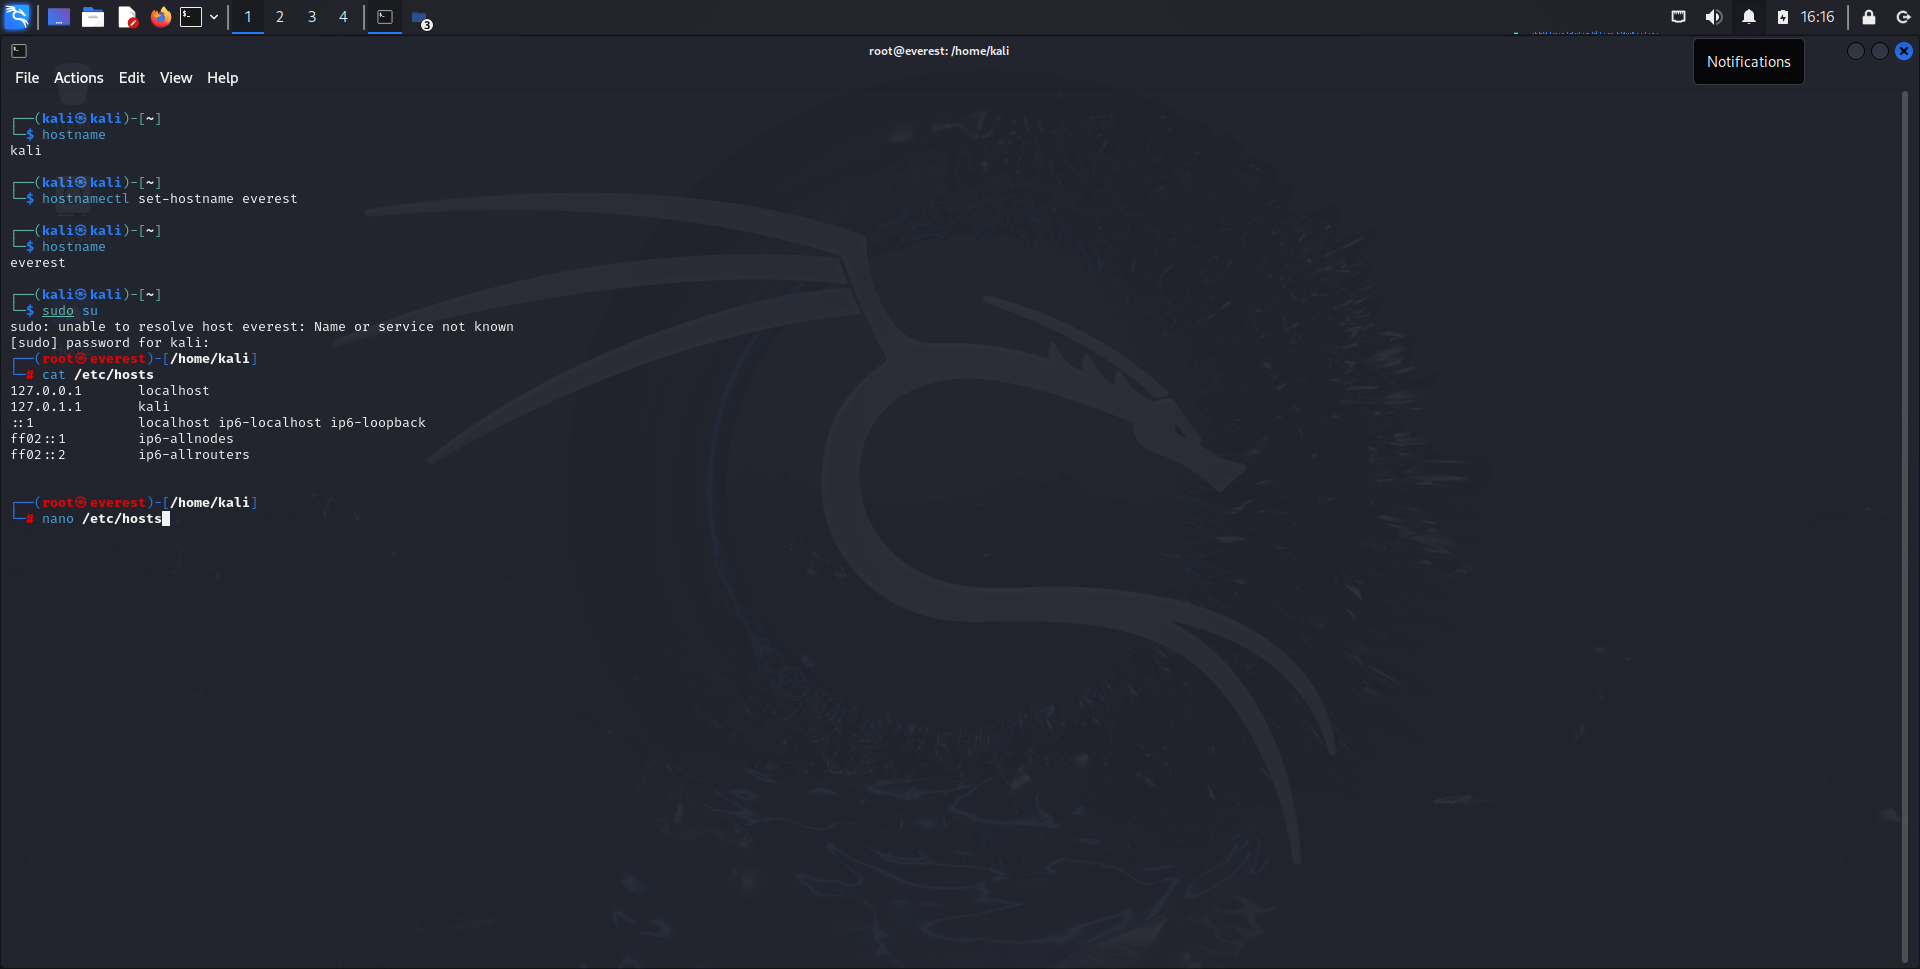 1 2 3 4 3 16:16
root@everest: /home/kali
Notifications
File Actions Edit View Help
┌──(kali㉿kali)-[~]
└─$ hostname
kali
┌──(kali㉿kali)-[~]
└─$ hostnamectl set-hostname everest
┌──(kali㉿kali)-[~]
└─$ hostname
everest
┌──(kali㉿kali)-[~]
└─$ sudo su
sudo: unable to resolve host everest: Name or service not known
[sudo] password for kali:
┌──(root㉿everest)-[/home/kali]
└─# cat /etc/hosts
127.0.0.1       localhost
127.0.1.1       kali
::1             localhost ip6-localhost ip6-loopback
ff02::1         ip6-allnodes
ff02::2         ip6-allrouters
┌──(root㉿everest)-[/home/kali]
└─# nano /etc/hosts